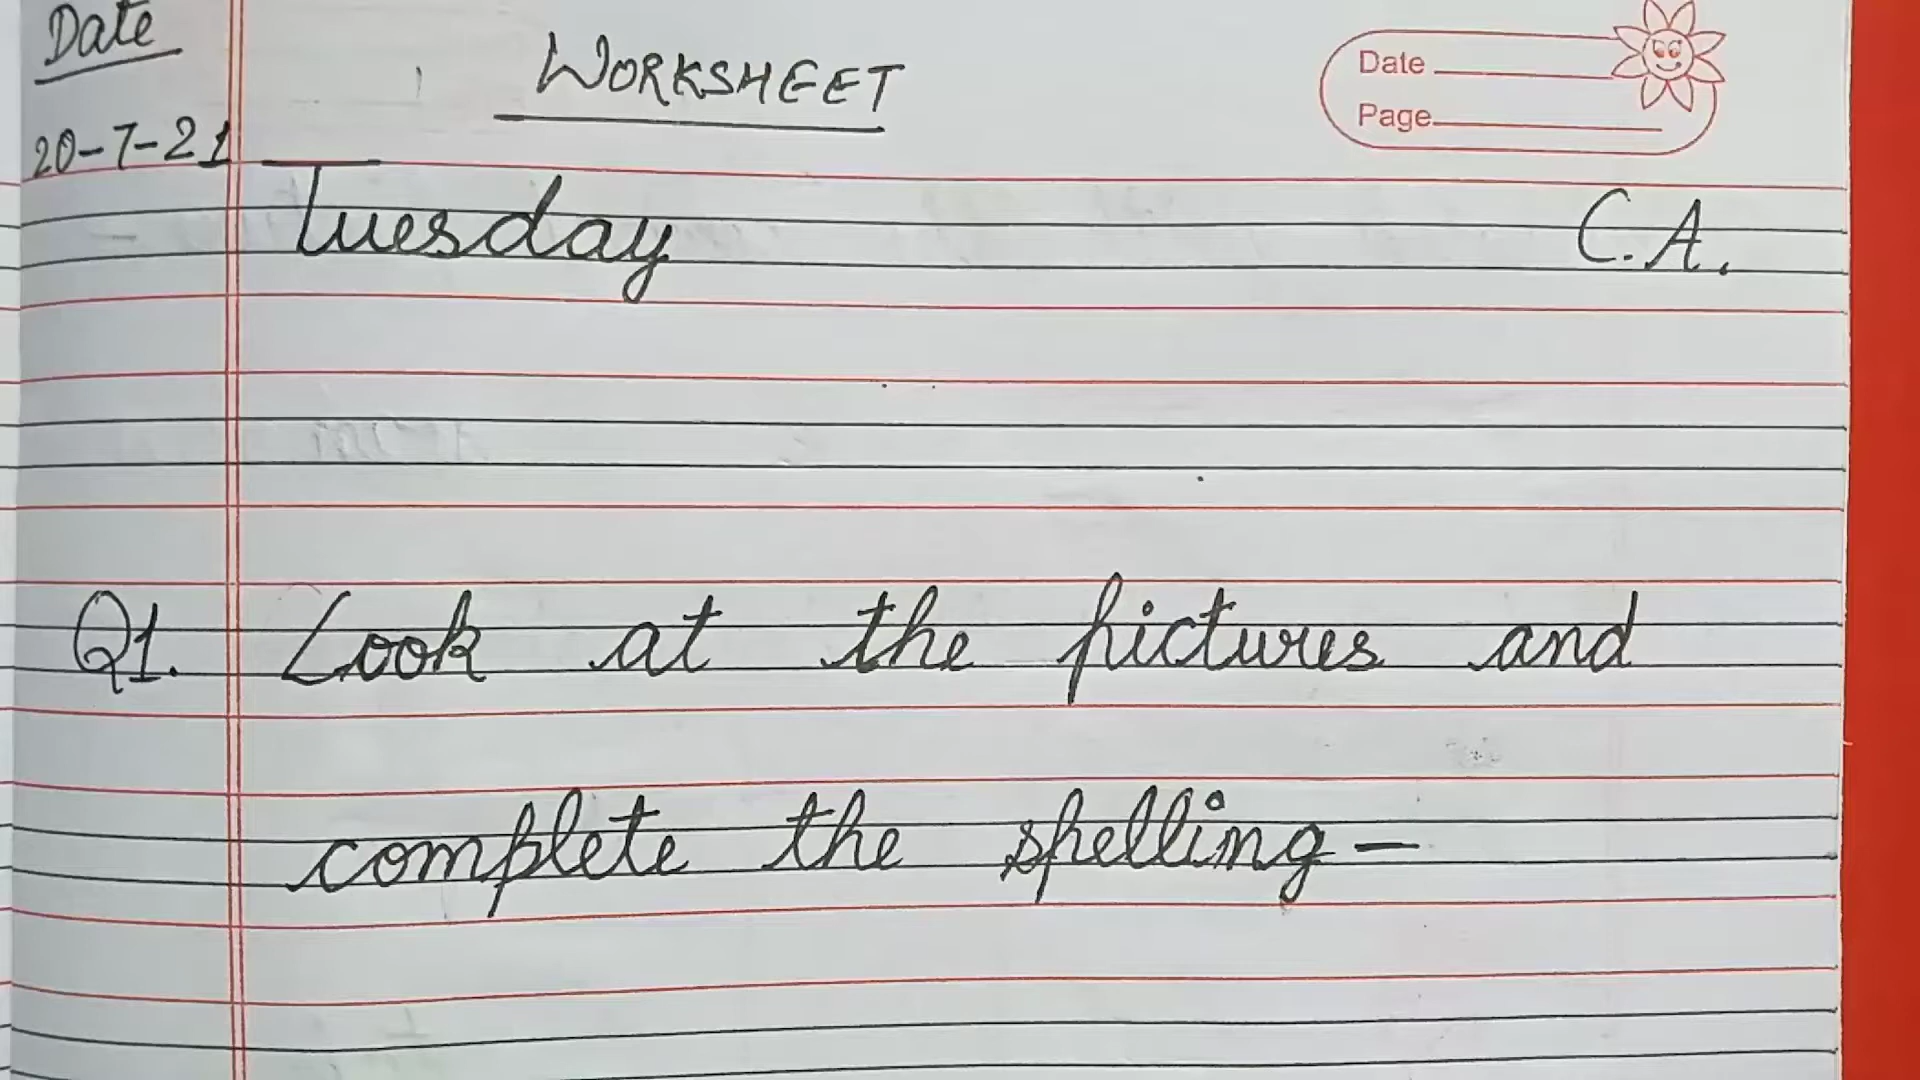 Date
WORKSHEET
Date
Page
20-7-21
Tuesday C.A.
Q1. Look at the pictures and
complete the spelling-